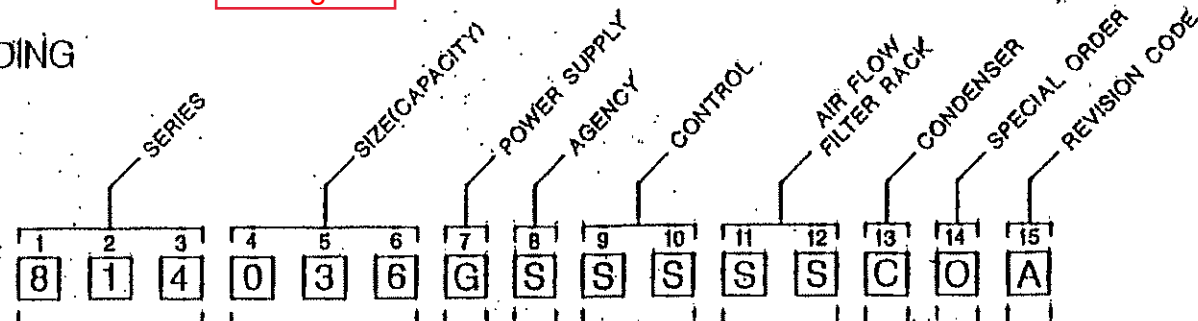 DING
SERIES
SIZE(CAPACITY)
POWER SUPPLY
AGENCY
CONTROL
AIR FLOW
FILTER RACK
CONDENSER
SPECIAL ORDER
REVISION CODE
1 2 3 4 5 6 7 8 9 10 11 12 13 14 15
8 1 4 0 3 6 G S S S S S C O A